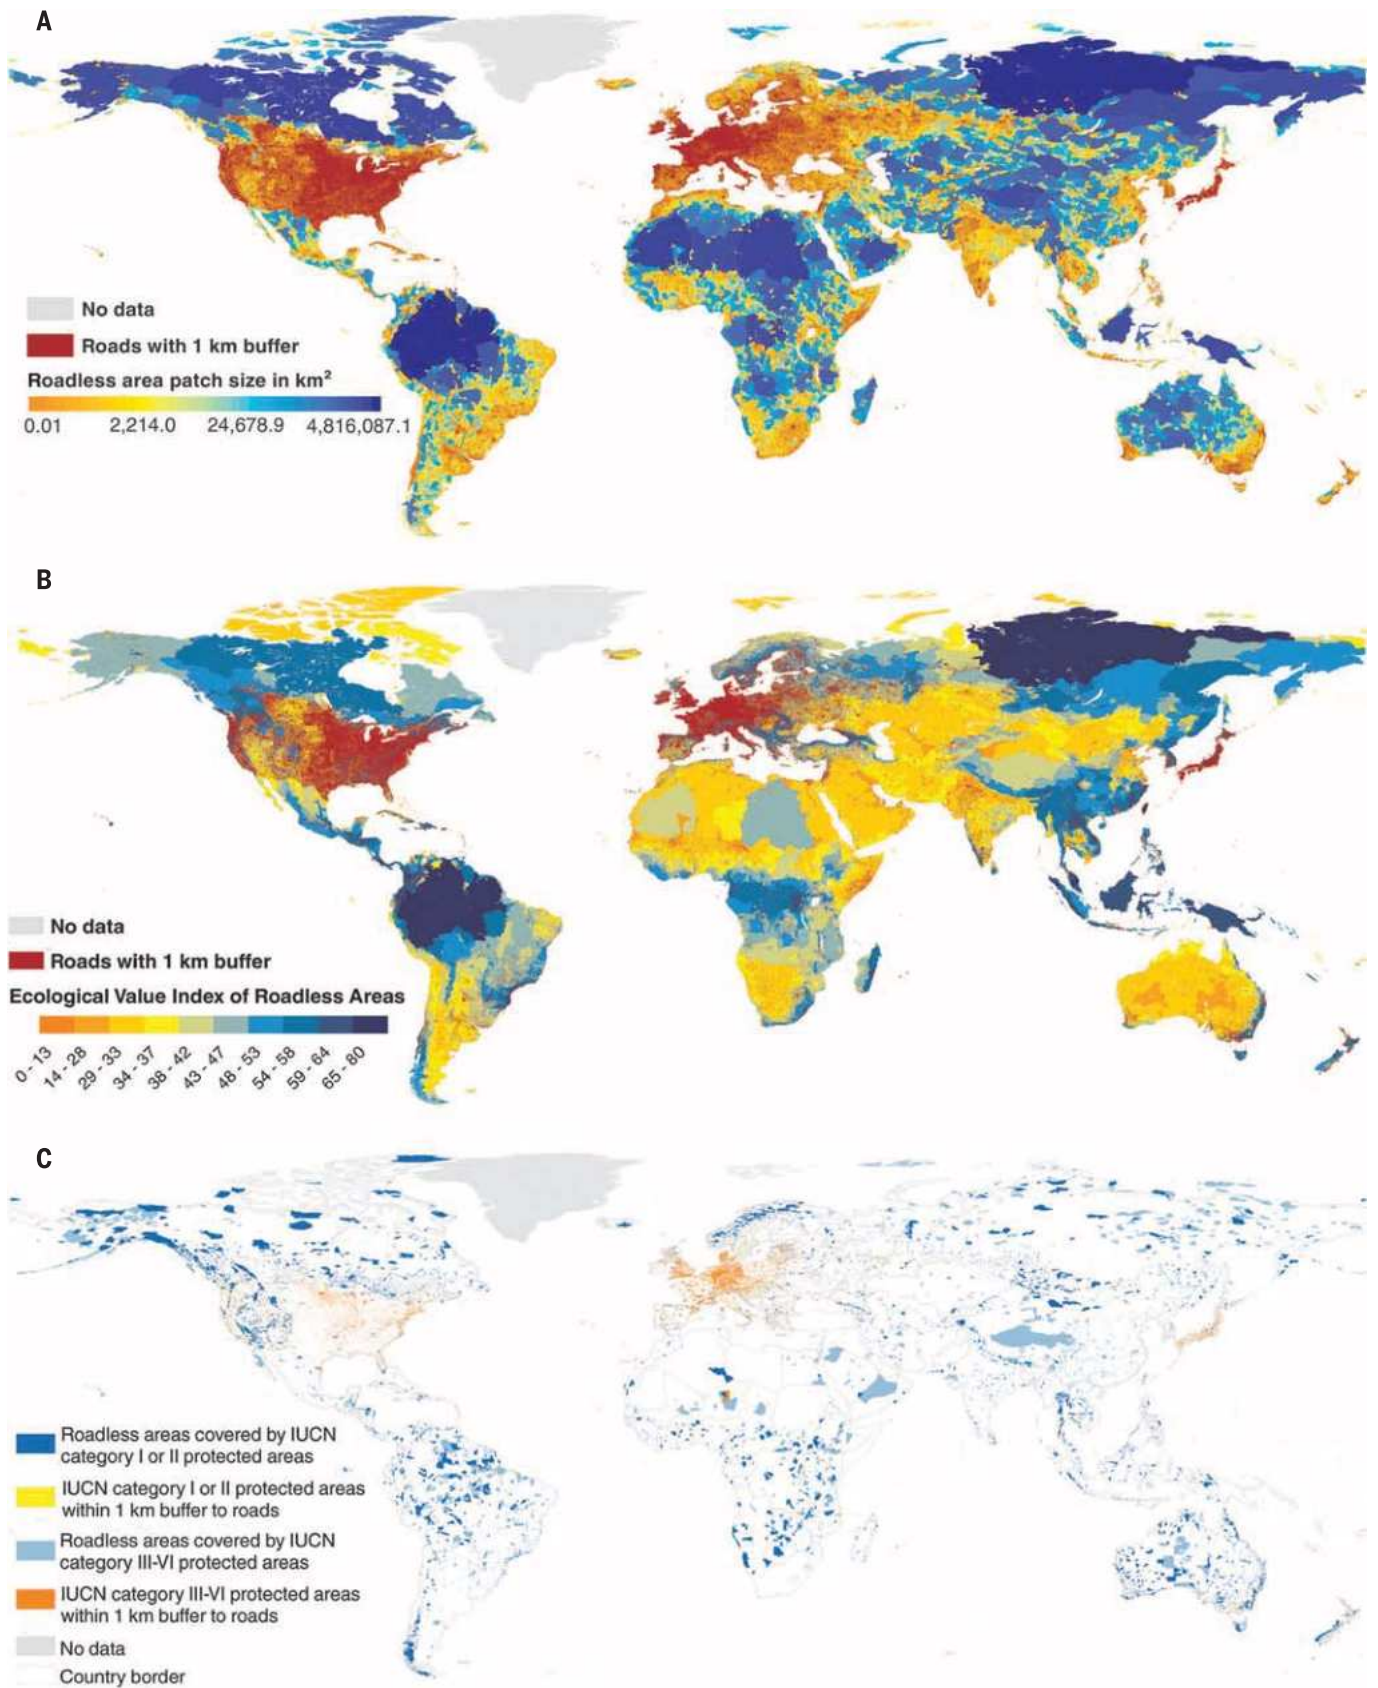 A
No data
Roads with 1 km buffer
Roadless area patch size in km²
0.01 2,214.0 24,678.9 4,816,087.1
B
No data
Roads with 1 km buffer
Ecological Value Index of Roadless Areas
0 - 13 14 - 28 29 - 33 34 - 37 38 - 42 43 - 47 48 - 53 54 - 58 59 - 64 65 - 80
C
Roadless areas covered by IUCN
category I or II protected areas
IUCN category I or II protected areas
within 1 km buffer to roads
Roadless areas covered by IUCN
category III-VI protected areas
IUCN category III-VI protected areas
within 1 km buffer to roads
No data
Country border